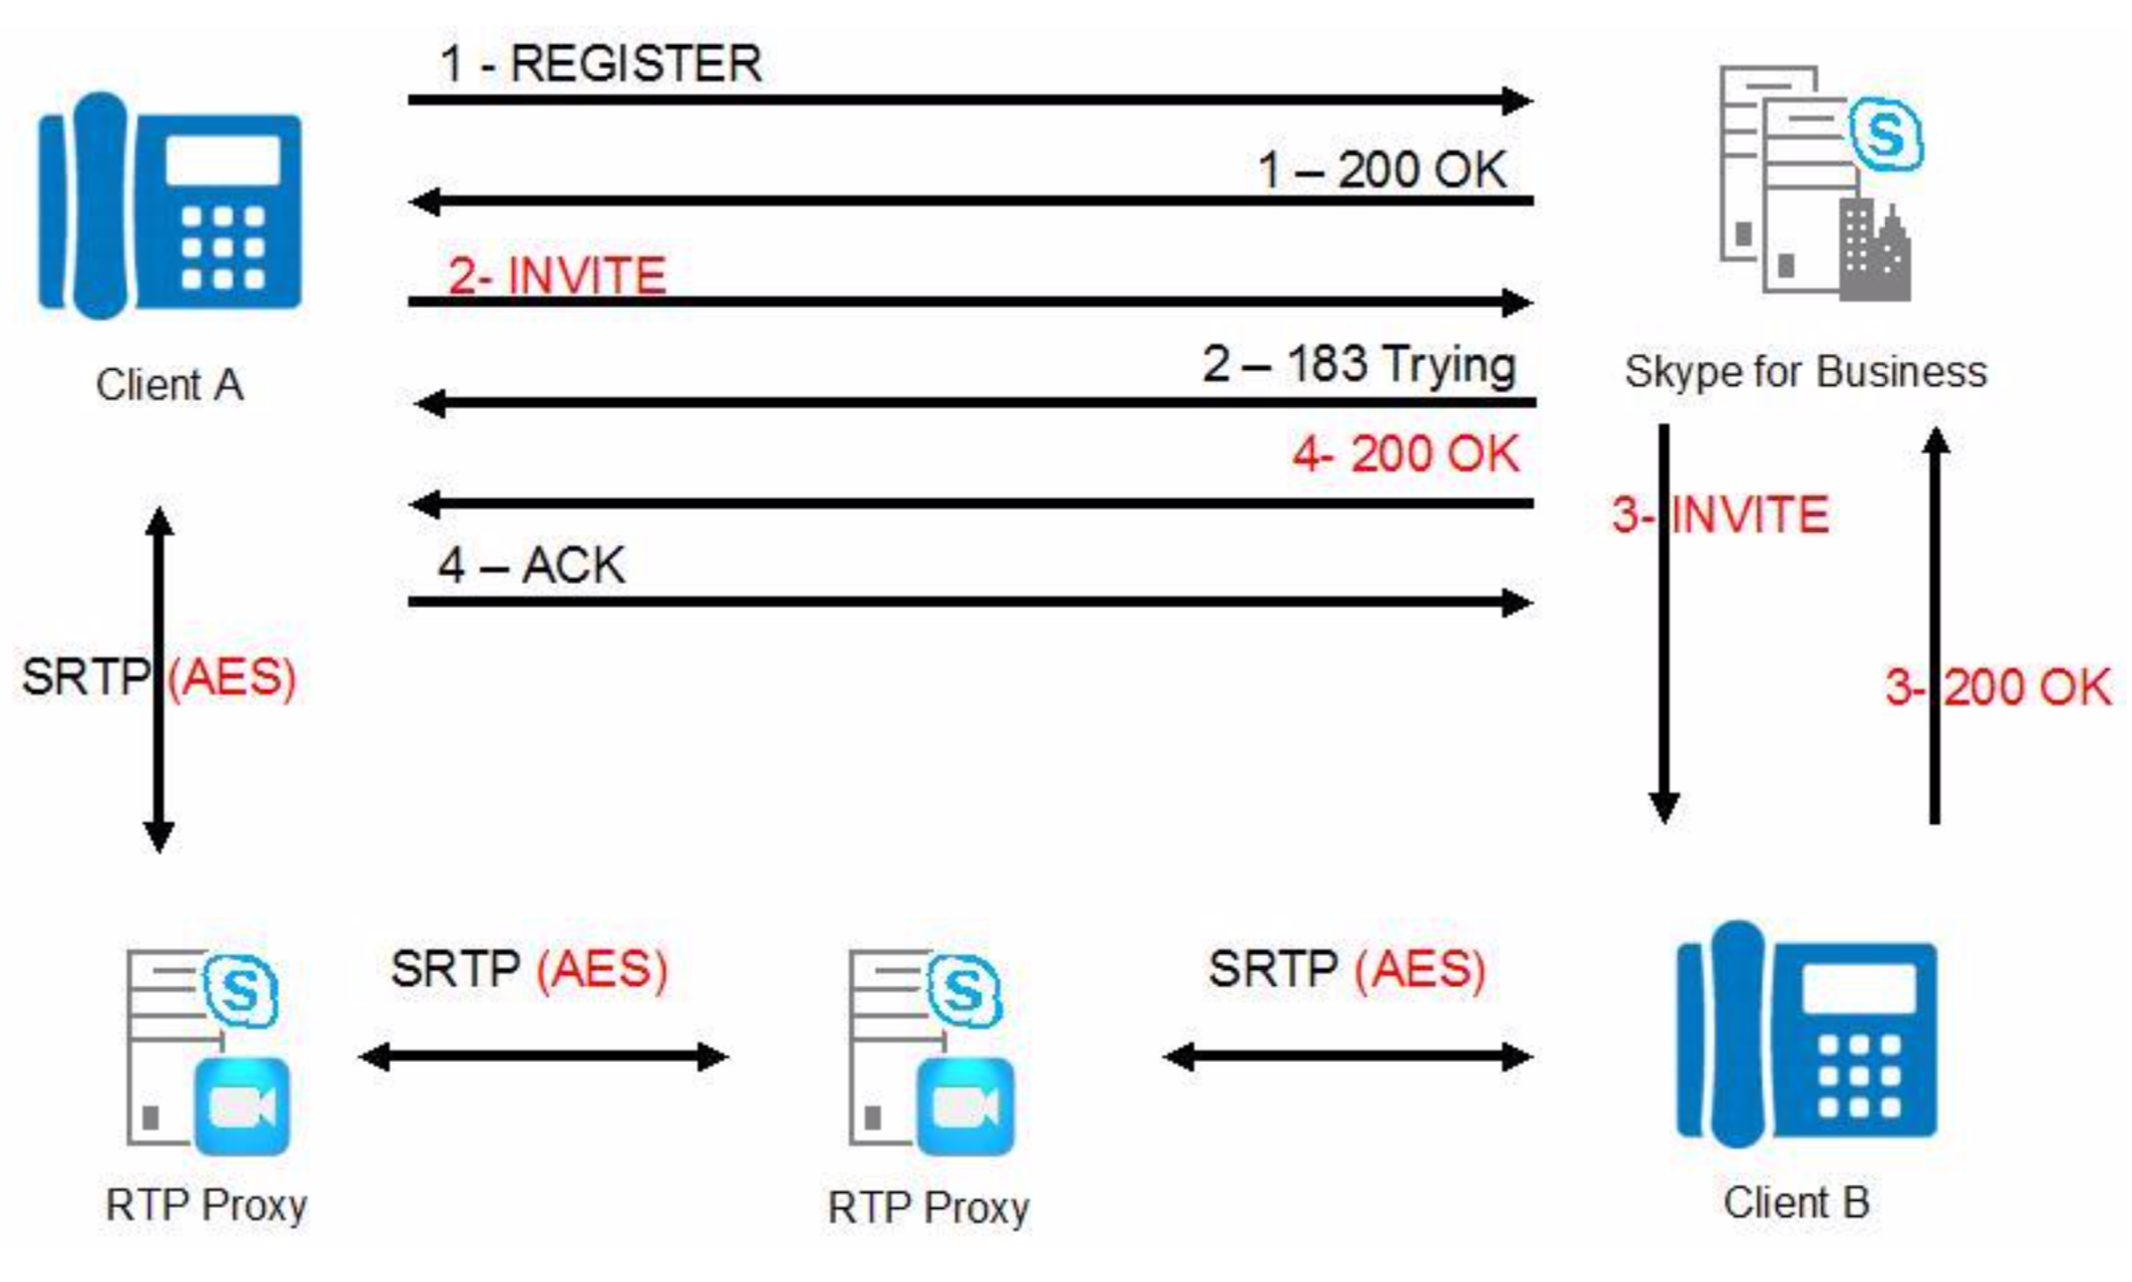 1 - REGISTER
1 – 200 OK
2- INVITE
2 – 183 Trying
Client A
Skype for Business
4- 200 OK
3- INVITE
4 – ACK
SRTP (AES)
3- 200 OK
SRTP (AES)
SRTP (AES)
S
S
S
RTP Proxy
RTP Proxy
Client B